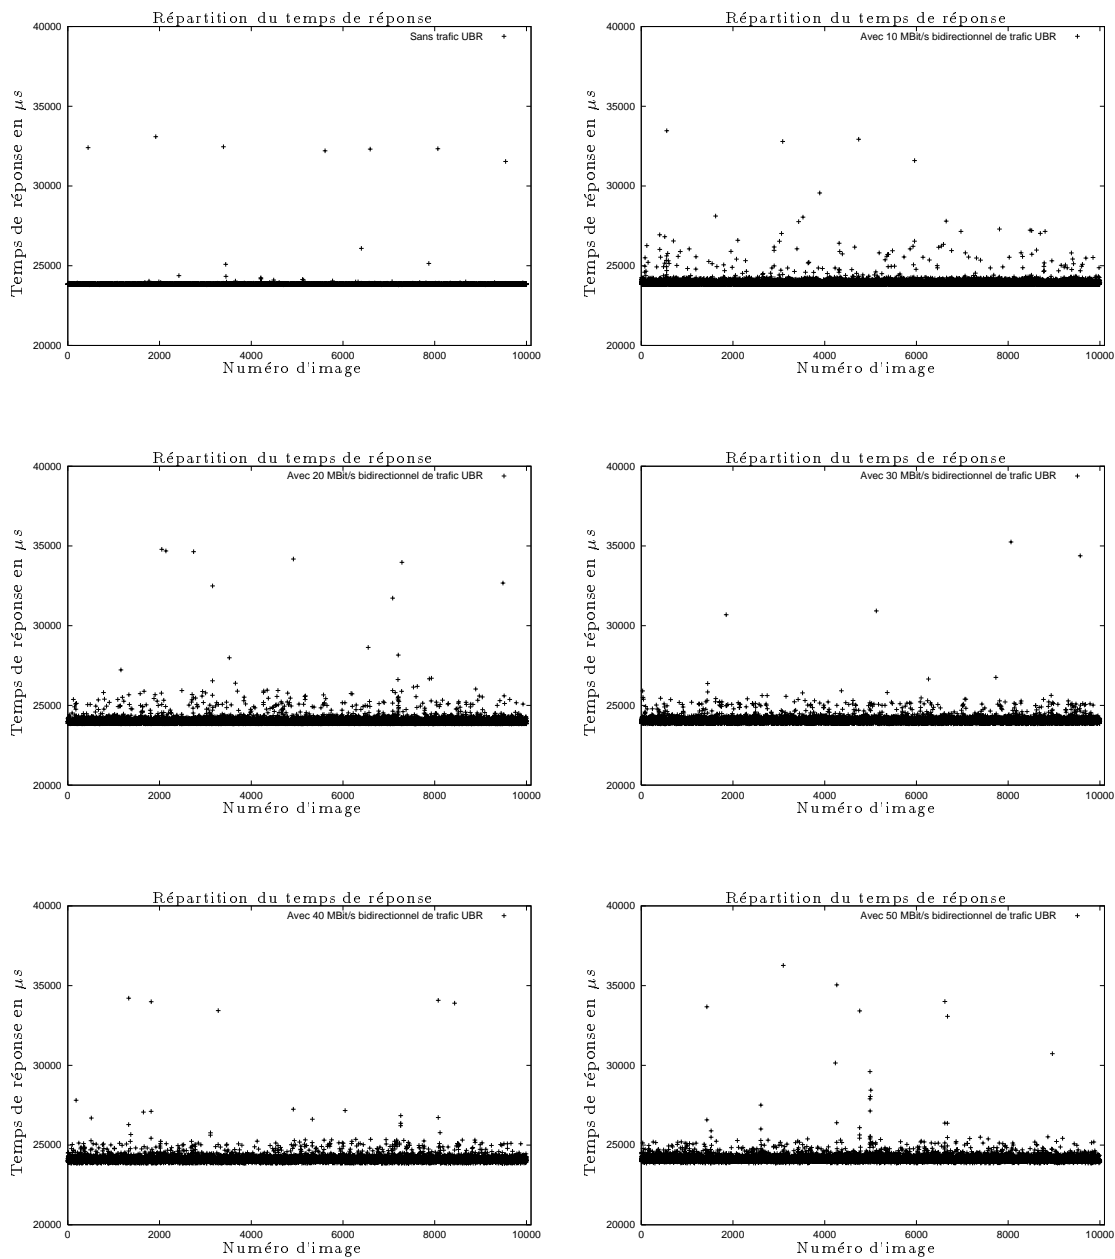 Répartition du temps de réponse
Sans trafic UBR
40000
35000
30000
25000
20000
Temps de réponse en μs
0 2000 4000 6000 8000 10000
Numéro d'image
Répartition du temps de réponse
Avec 10 MBit/s bidirectionnel de trafic UBR
40000
35000
30000
25000
20000
Temps de réponse en μs
0 2000 4000 6000 8000 10000
Numéro d'image
Répartition du temps de réponse
Avec 20 MBit/s bidirectionnel de trafic UBR
40000
35000
30000
25000
20000
Temps de réponse en μs
0 2000 4000 6000 8000 10000
Numéro d'image
Répartition du temps de réponse
Avec 30 MBit/s bidirectionnel de trafic UBR
40000
35000
30000
25000
20000
Temps de réponse en μs
0 2000 4000 6000 8000 10000
Numéro d'image
Répartition du temps de réponse
Avec 40 MBit/s bidirectionnel de trafic UBR
40000
35000
30000
25000
20000
Temps de réponse en μs
0 2000 4000 6000 8000 10000
Numéro d'image
Répartition du temps de réponse
Avec 50 MBit/s bidirectionnel de trafic UBR
40000
35000
30000
25000
20000
Temps de réponse en μs
0 2000 4000 6000 8000 10000
Numéro d'image